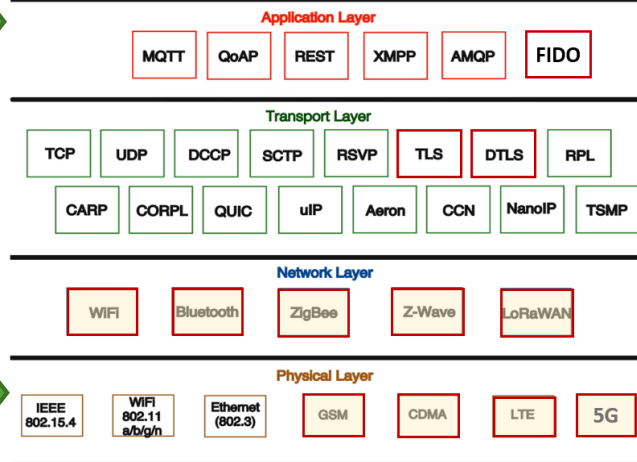 Application Layer
MQTT QoAP REST XMPP AMQP FIDO
Transport Layer
TCP UDP DCCP SCTP RSVP TLS DTLS RPL
CARP CORPL QUIC uIP Aeron CCN NanoIP TSMP
Network Layer
WiFi Bluetooth ZigBee Z-Wave LoRaWAN
Physical Layer
IEEE
802.15.4
WiFi
802.11
a/b/g/n
Ethernet
(802.3)
GSM CDMA LTE 5G